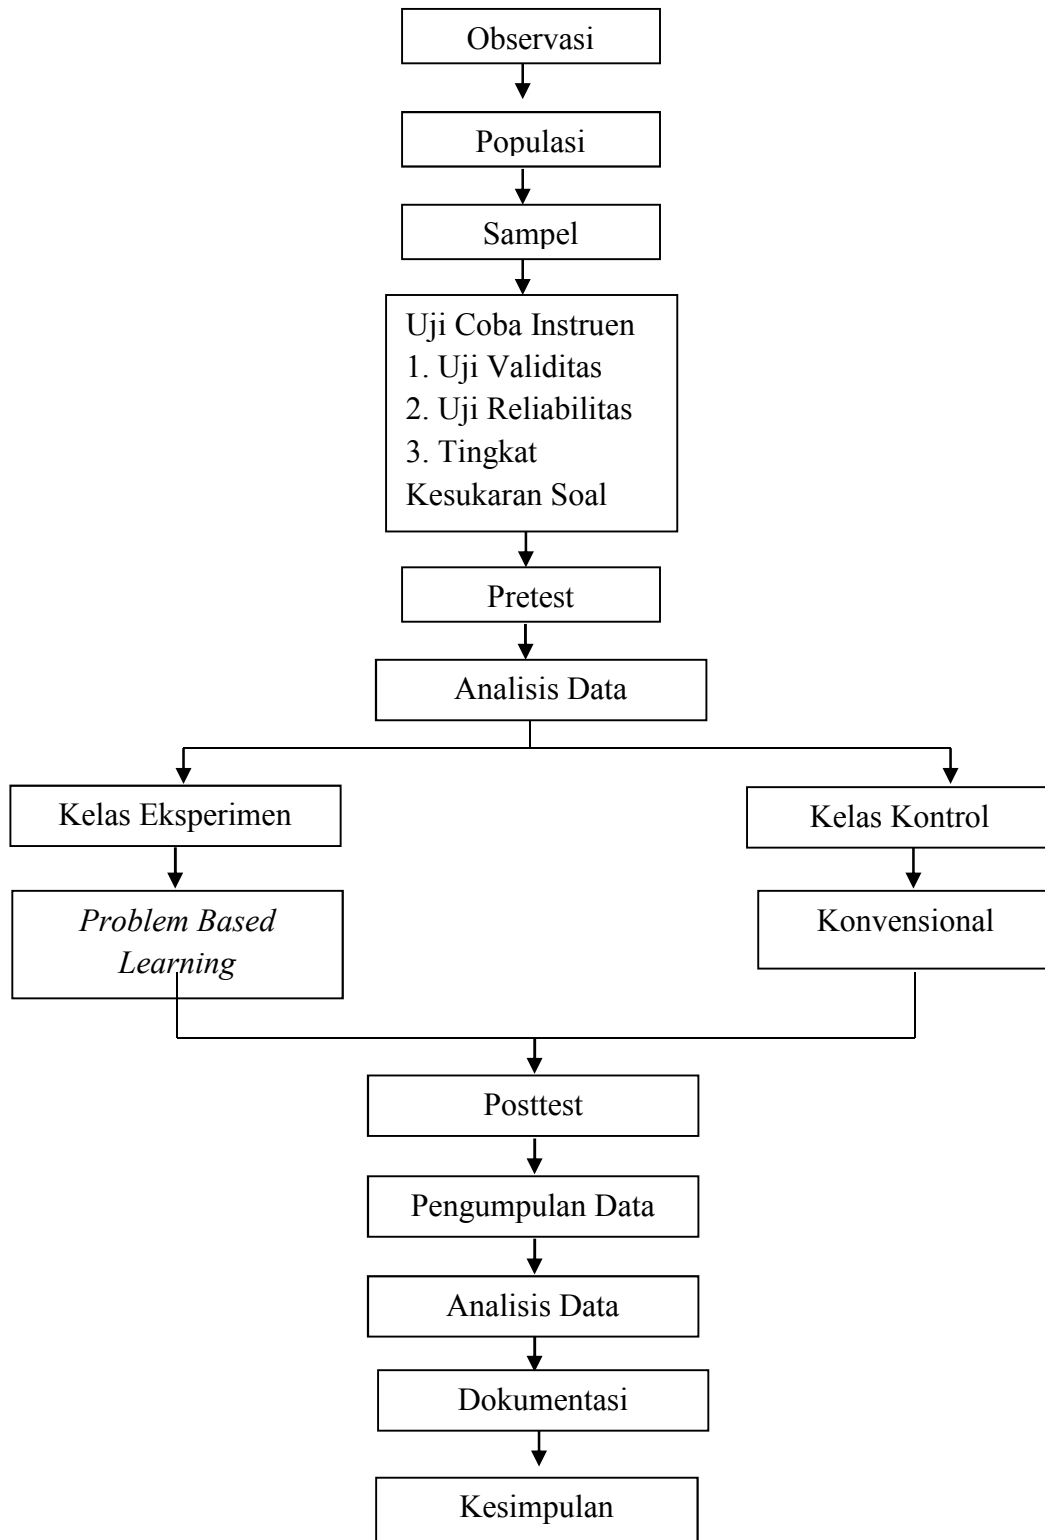 Observasi
Populasi
Sampel
Uji Coba Instruen
1. Uji Validitas
2. Uji Reliabilitas
3. Tingkat
Kesukaran Soal
Pretest
Analisis Data
Kelas Eksperimen
Kelas Kontrol
Problem Based
Learning
Konvensional
Posttest
Pengumpulan Data
Analisis Data
Dokumentasi
Kesimpulan